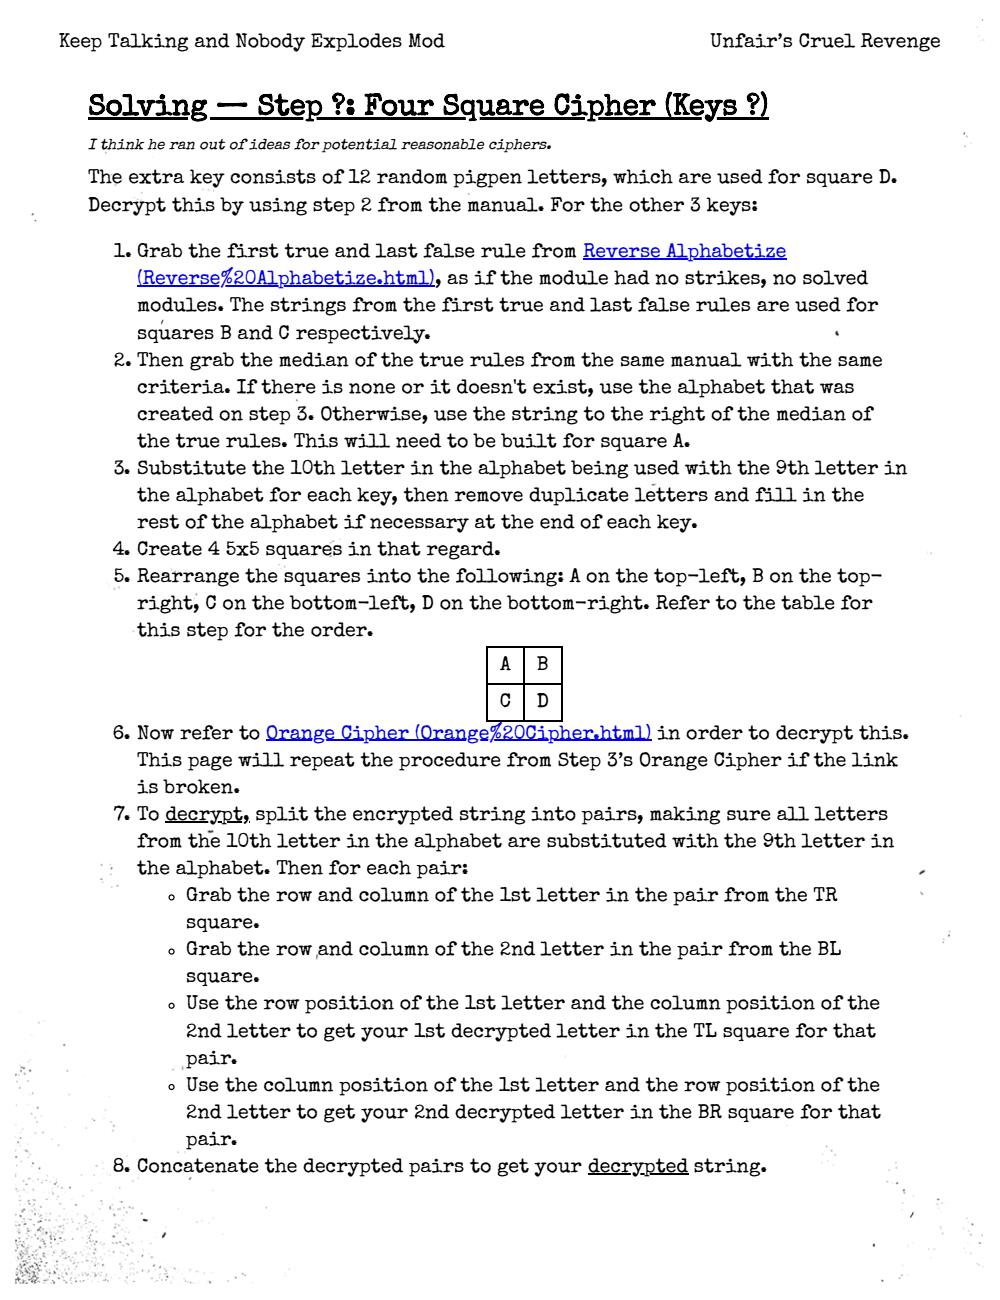 Keep Talking and Nobody Explodes Mod
Unfair's Cruel Revenge
Solving — Step ?: Four Square Cipher (Keys ?)
I think he ran out of ideas for potential reasonable ciphers.
The extra key consists of 12 random pigpen letters, which are used for square D.
Decrypt this by using step 2 from the manual. For the other 3 keys:
1. Grab the first true and last false rule from Reverse Alphabetize
(Reverse%20Alphabetize.html), as if the module had no strikes, no solved
modules. The strings from the first true and last false rules are used for
squares B and C respectively.
2. Then grab the median of the true rules from the same manual with the same
criteria. If there is none or it doesn't exist, use the alphabet that was
created on step 3. Otherwise, use the string to the right of the median of
the true rules. This will need to be built for square A.
3. Substitute the 10th letter in the alphabet being used with the 9th letter in
the alphabet for each key, then remove duplicate letters and fill in the
rest of the alphabet if necessary at the end of each key.
4. Create 4 5x5 squares in that regard.
5. Rearrange the squares into the following: A on the top-left, B on the top-
right, C on the bottom-left, D on the bottom-right. Refer to the table for
this step for the order.
A B
C D
6. Now refer to Orange Cipher (Orange%20Cipher.html) in order to decrypt this.
This page will repeat the procedure from Step 3's Orange Cipher if the link
is broken.
7. To decrypt, split the encrypted string into pairs, making sure all letters
from the 10th letter in the alphabet are substituted with the 9th letter in
the alphabet. Then for each pair:
◦ Grab the row and column of the 1st letter in the pair from the TR
square.
◦ Grab the row and column of the 2nd letter in the pair from the BL
square.
◦ Use the row position of the 1st letter and the column position of the
2nd letter to get your 1st decrypted letter in the TL square for that
pair.
◦ Use the column position of the 1st letter and the row position of the
2nd letter to get your 2nd decrypted letter in the BR square for that
pair.
8. Concatenate the decrypted pairs to get your decrypted string.